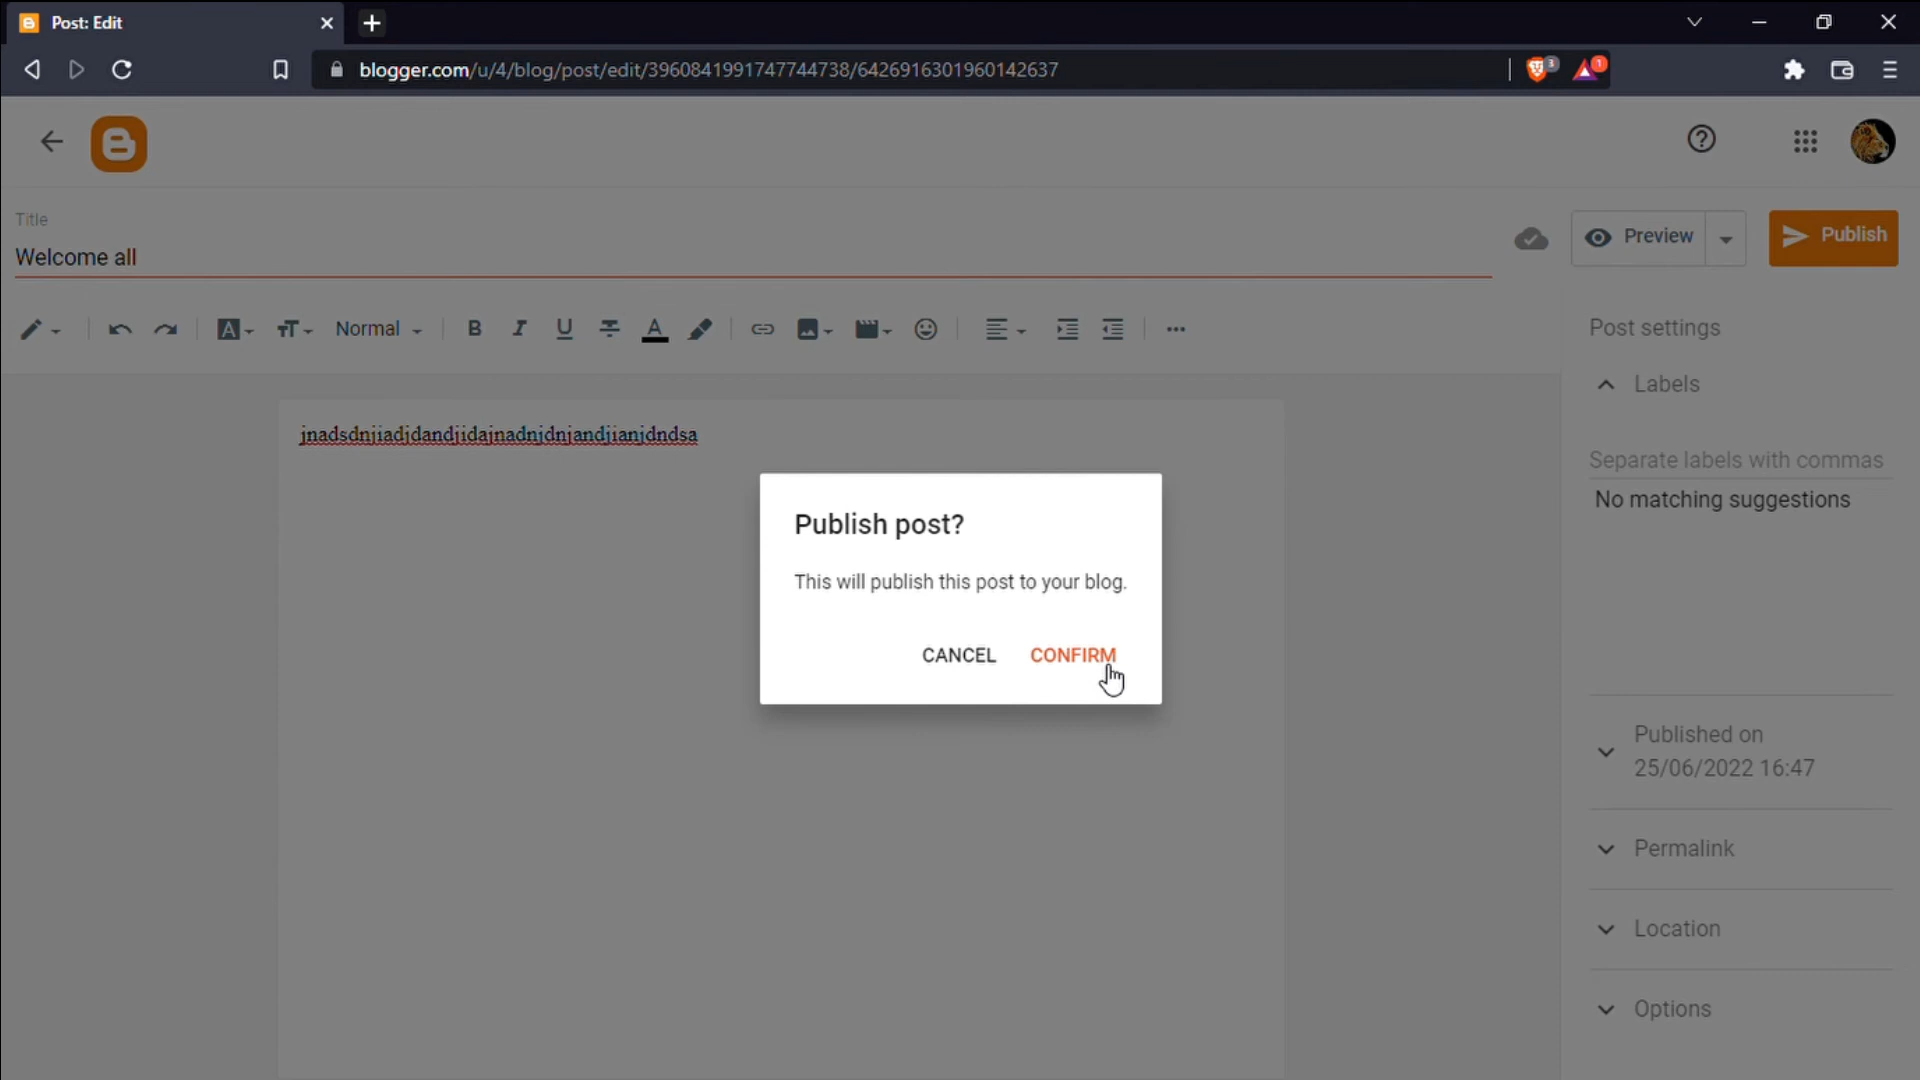 Post: Edit
blogger.com/u/4/blog/post/edit/3960841991747744738/6426916301960142637
3
1
Title
Welcome all
Preview
Publish
Normal
Post settings
Labels
Separate labels with commas
No matching suggestions
jnadsdnjiadjdandjidajnadnjdnjandjianjdndsa
Publish post?
This will publish this post to your blog.
CANCEL CONFIRM
Published on
25/06/2022 16:47
Permalink
Location
Options